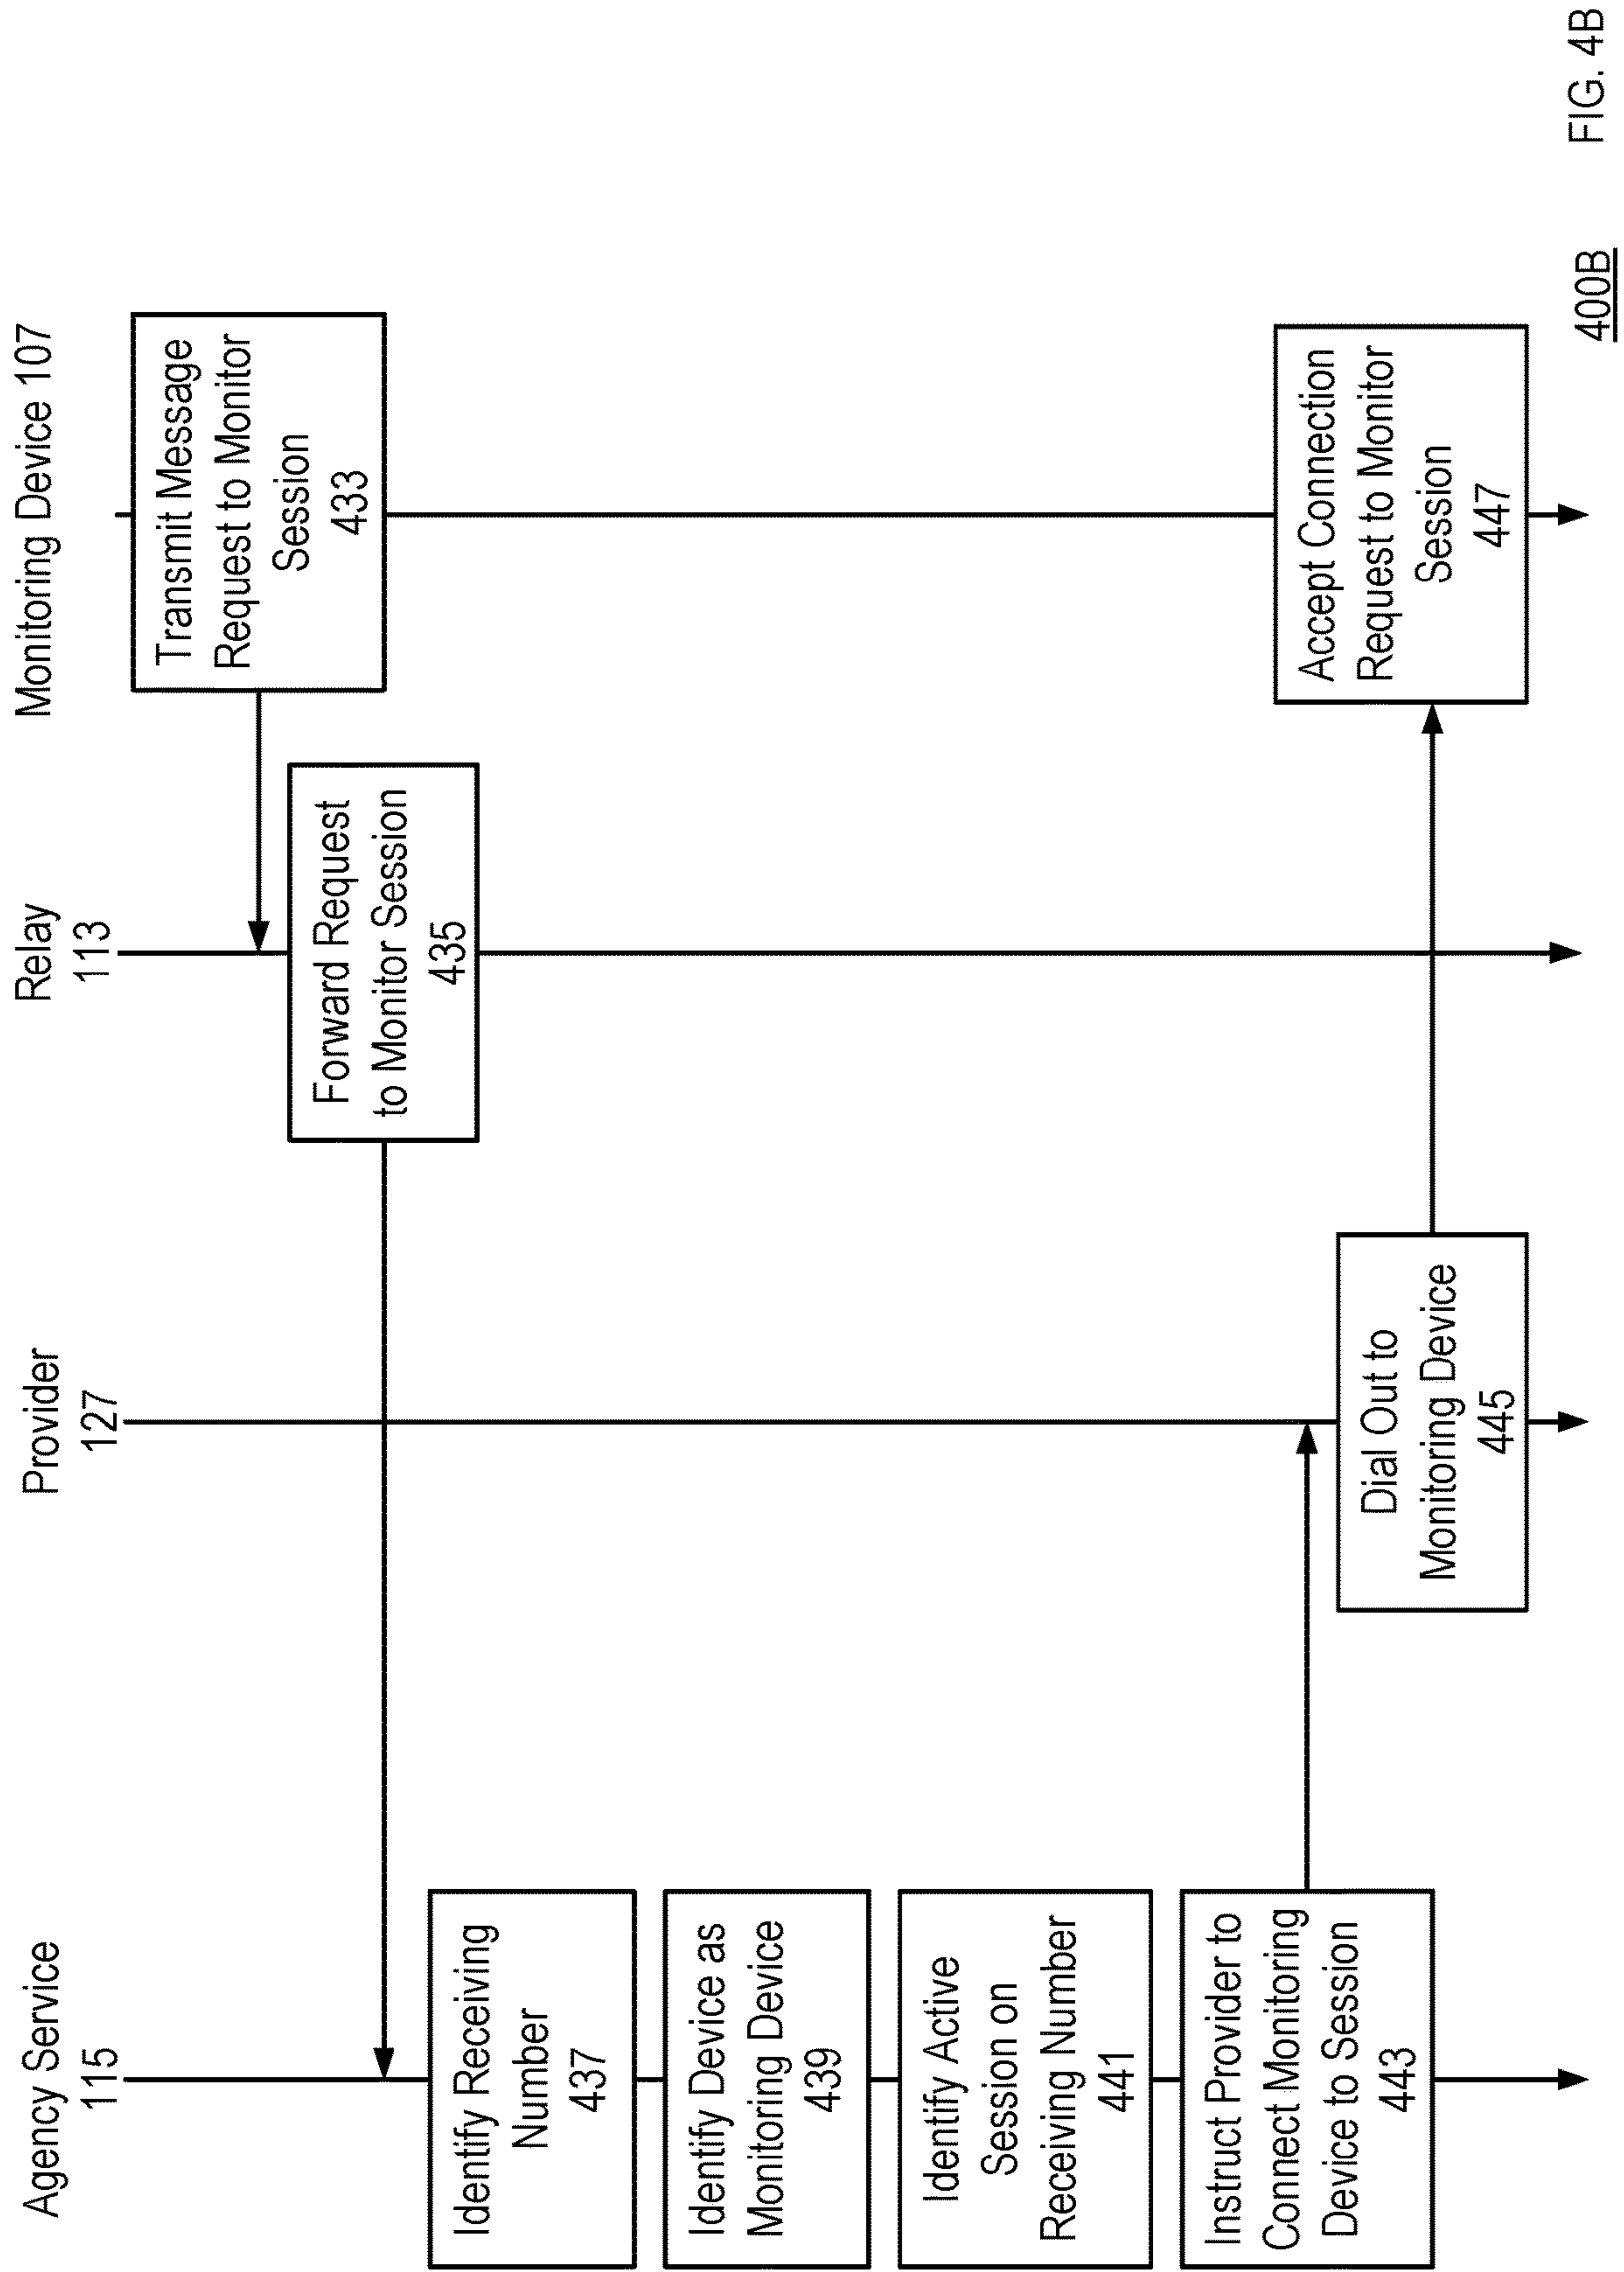 Agency Service
115
Provider
127
Relay
113
Monitoring Device 107
Transmit Message
Request to Monitor
Session
433
Forward Request
to Monitor Session
435
Identify Receiving
Number
437
Identify Device as
Monitoring Device
439
Identify Active
Session on
Receiving Number
441
Instruct Provider to
Connect Monitoring
Device to Session
443
Dial Out to
Monitoring Device
445
Accept Connection
Request to Monitor
Session
447
400B
FIG. 4B